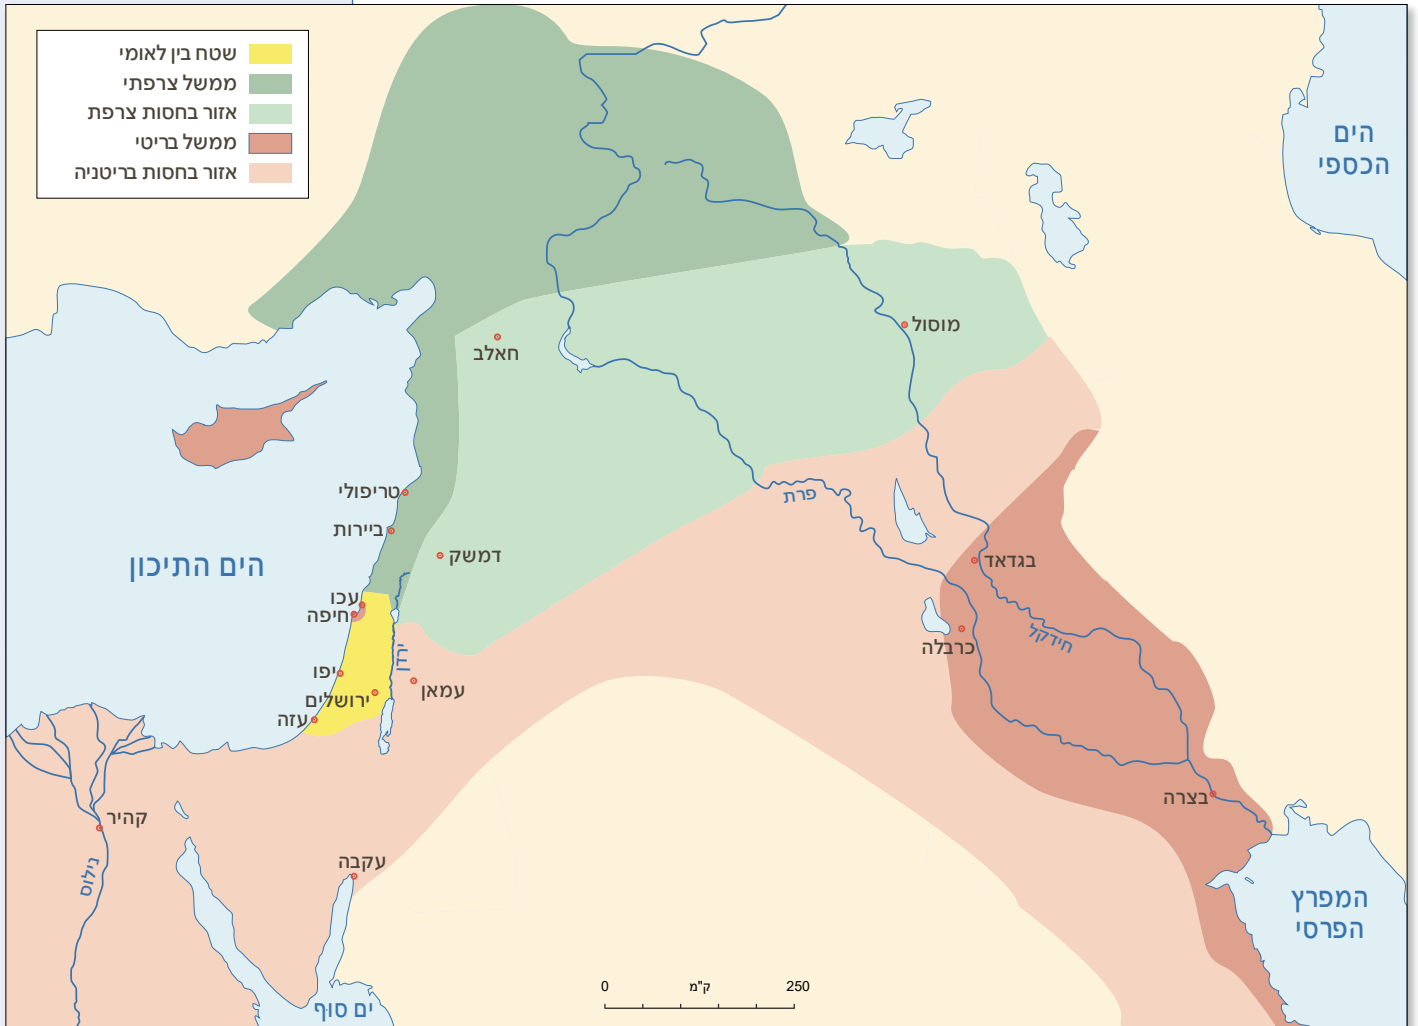 שטח בין לאומי
ממשל צרפתי
אזור בחסות צרפת
ממשל בריטי
אזור בחסות בריטניה
הים
הכספי
מוסול
חאלב
טריפולי
ביירות
פרת
הים התיכון
דמשק
בגדאד
עכו
חיפה
חידקל
כרבלה
ירדן
יפו
ירושלים
עמאן
עזה
בצרה
קהיר
עקבה
נילוס
המפרץ
הפרסי
0 ק"מ 250
ים סוף